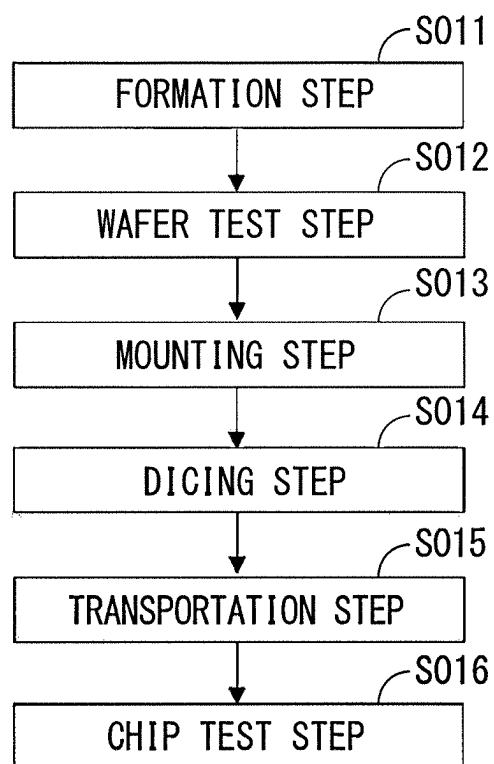 S011
FORMATION STEP
S012
WAFER TEST STEP
S013
MOUNTING STEP
S014
DICING STEP
S015
TRANSPORTATION STEP
S016
CHIP TEST STEP